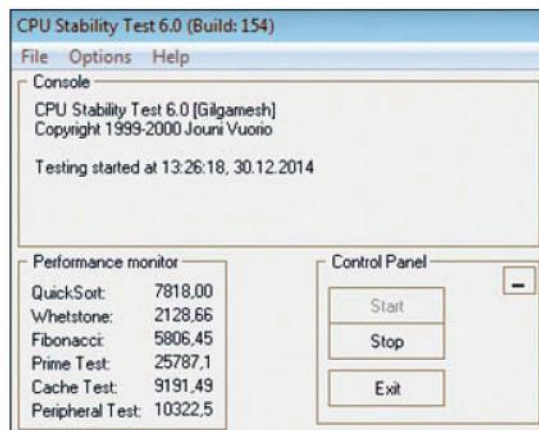 CPU Stability Test 6.0 (Build: 154)
File Options Help
Console
CPU Stability Test 6.0 [Gilgamesh]
Copyright 1999-2000 Jouni Vuorio
Testing started at 13:26:18, 30.12.2014
Performance monitor
QuickSort: 7818,00
Whetstone: 2128,66
Fibonacci: 5806,45
Prime Test: 25787,1
Cache Test: 9191,49
Peripheral Test: 10322,5
Control Panel
Start
Stop
Exit